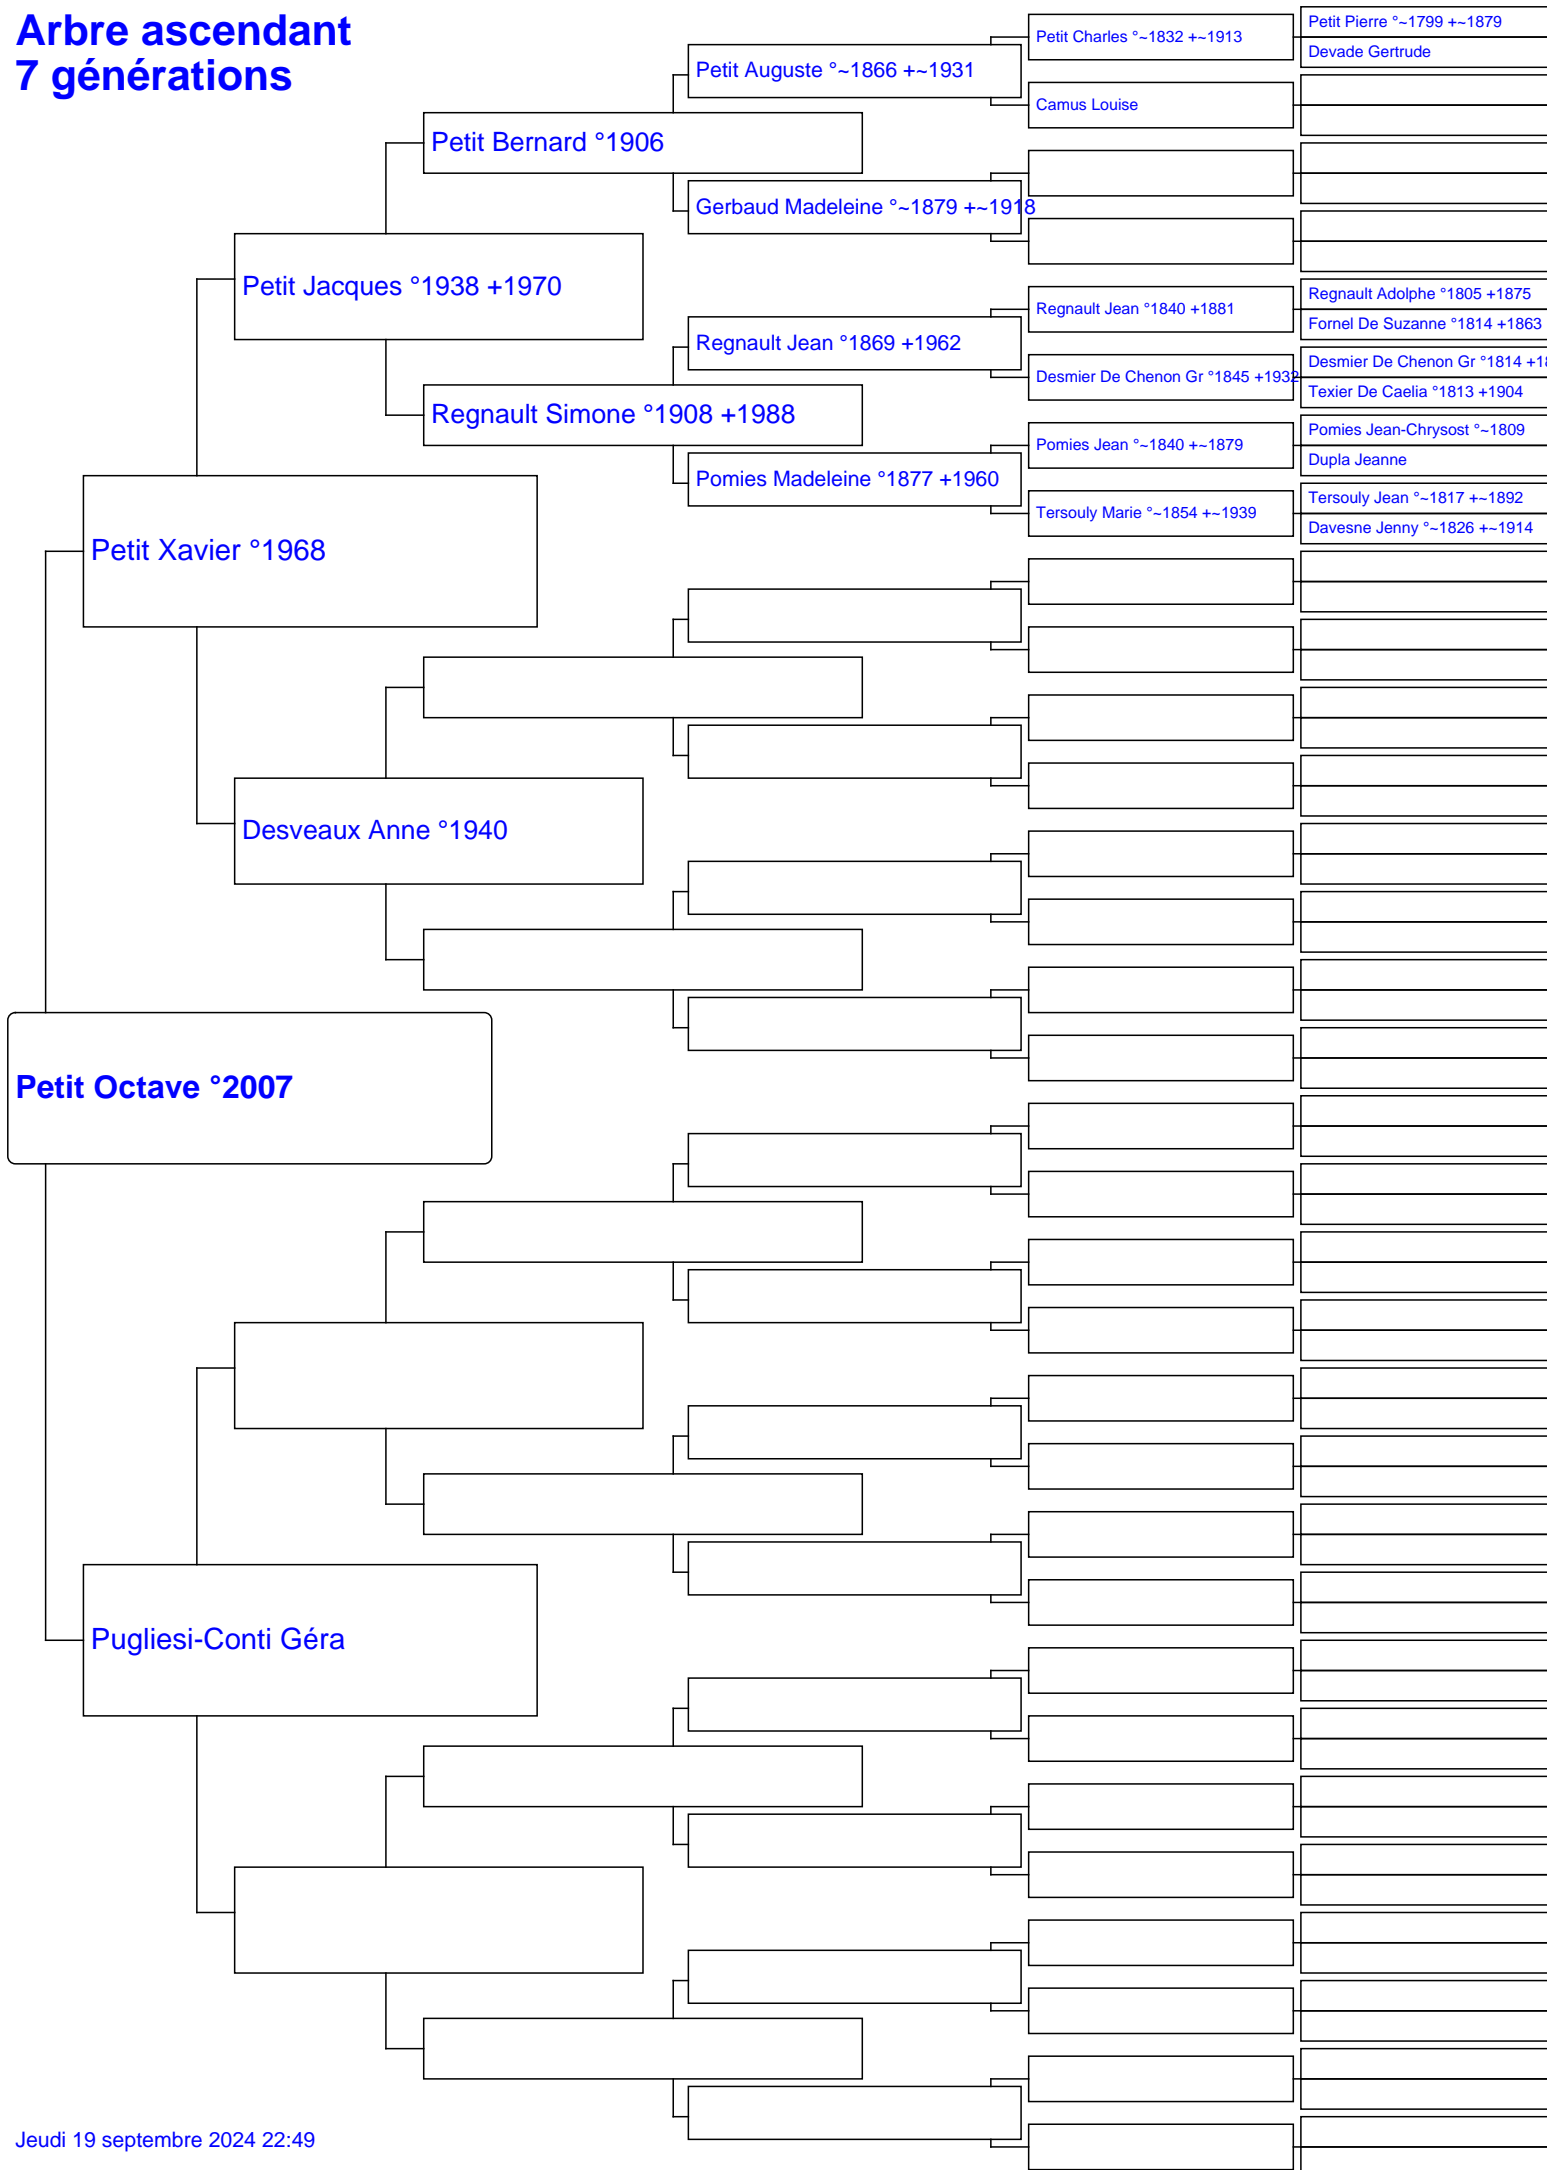 Arbre ascendant
7 générations
Petit Pierre °~1799 +~1879
Petit Charles °~1832 +~1913
Devade Gertrude
Petit Auguste °~1866 +~1931
Camus Louise
Petit Bernard °1906
Gerbaud Madeleine °~1879 +~1918
Petit Jacques °1938 +1970
Regnault Adolphe °1805 +1875
Regnault Jean °1840 +1881
Fornel De Suzanne °1814 +1863
Regnault Jean °1869 +1962
Desmier De Chenon Gr °1814 +18
Desmier De Chenon Gr °1845 +1932
Texier De Caelia °1813 +1904
Regnault Simone °1908 +1988
Pomies Jean-Chrysost °~1809
Pomies Jean °~1840 +~1879
Dupla Jeanne
Pomies Madeleine °1877 +1960
Tersouly Jean °~1817 +~1892
Tersouly Marie °~1854 +~1939
Davesne Jenny °~1826 +~1914
Petit Xavier °1968
Desveaux Anne °1940
Petit Octave °2007
Pugliesi-Conti Géra
Jeudi 19 septembre 2024 22:49